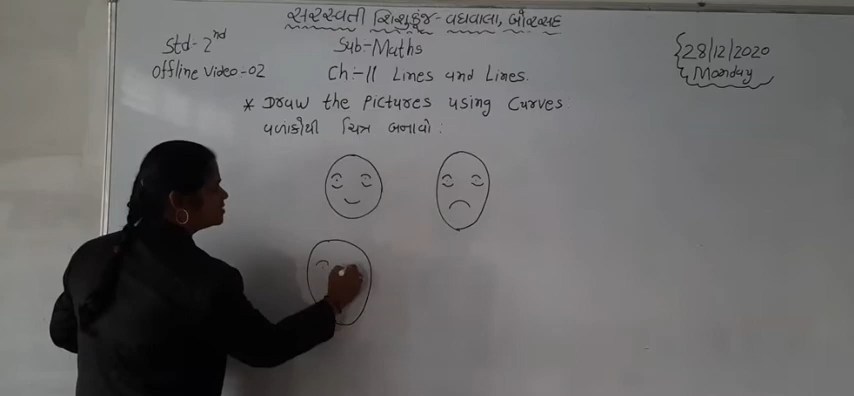 સરસ્વતી શિશુકુંજ - વઘવાલા, બોરસદ
Std-2nd
Sub-Maths
28/12/2020
Monday
Offline Video-02
Ch:-11 Lines and Lines.
* Draw the Pictures using Curves
વળાંકોથી ચિત્ર બનાવો: